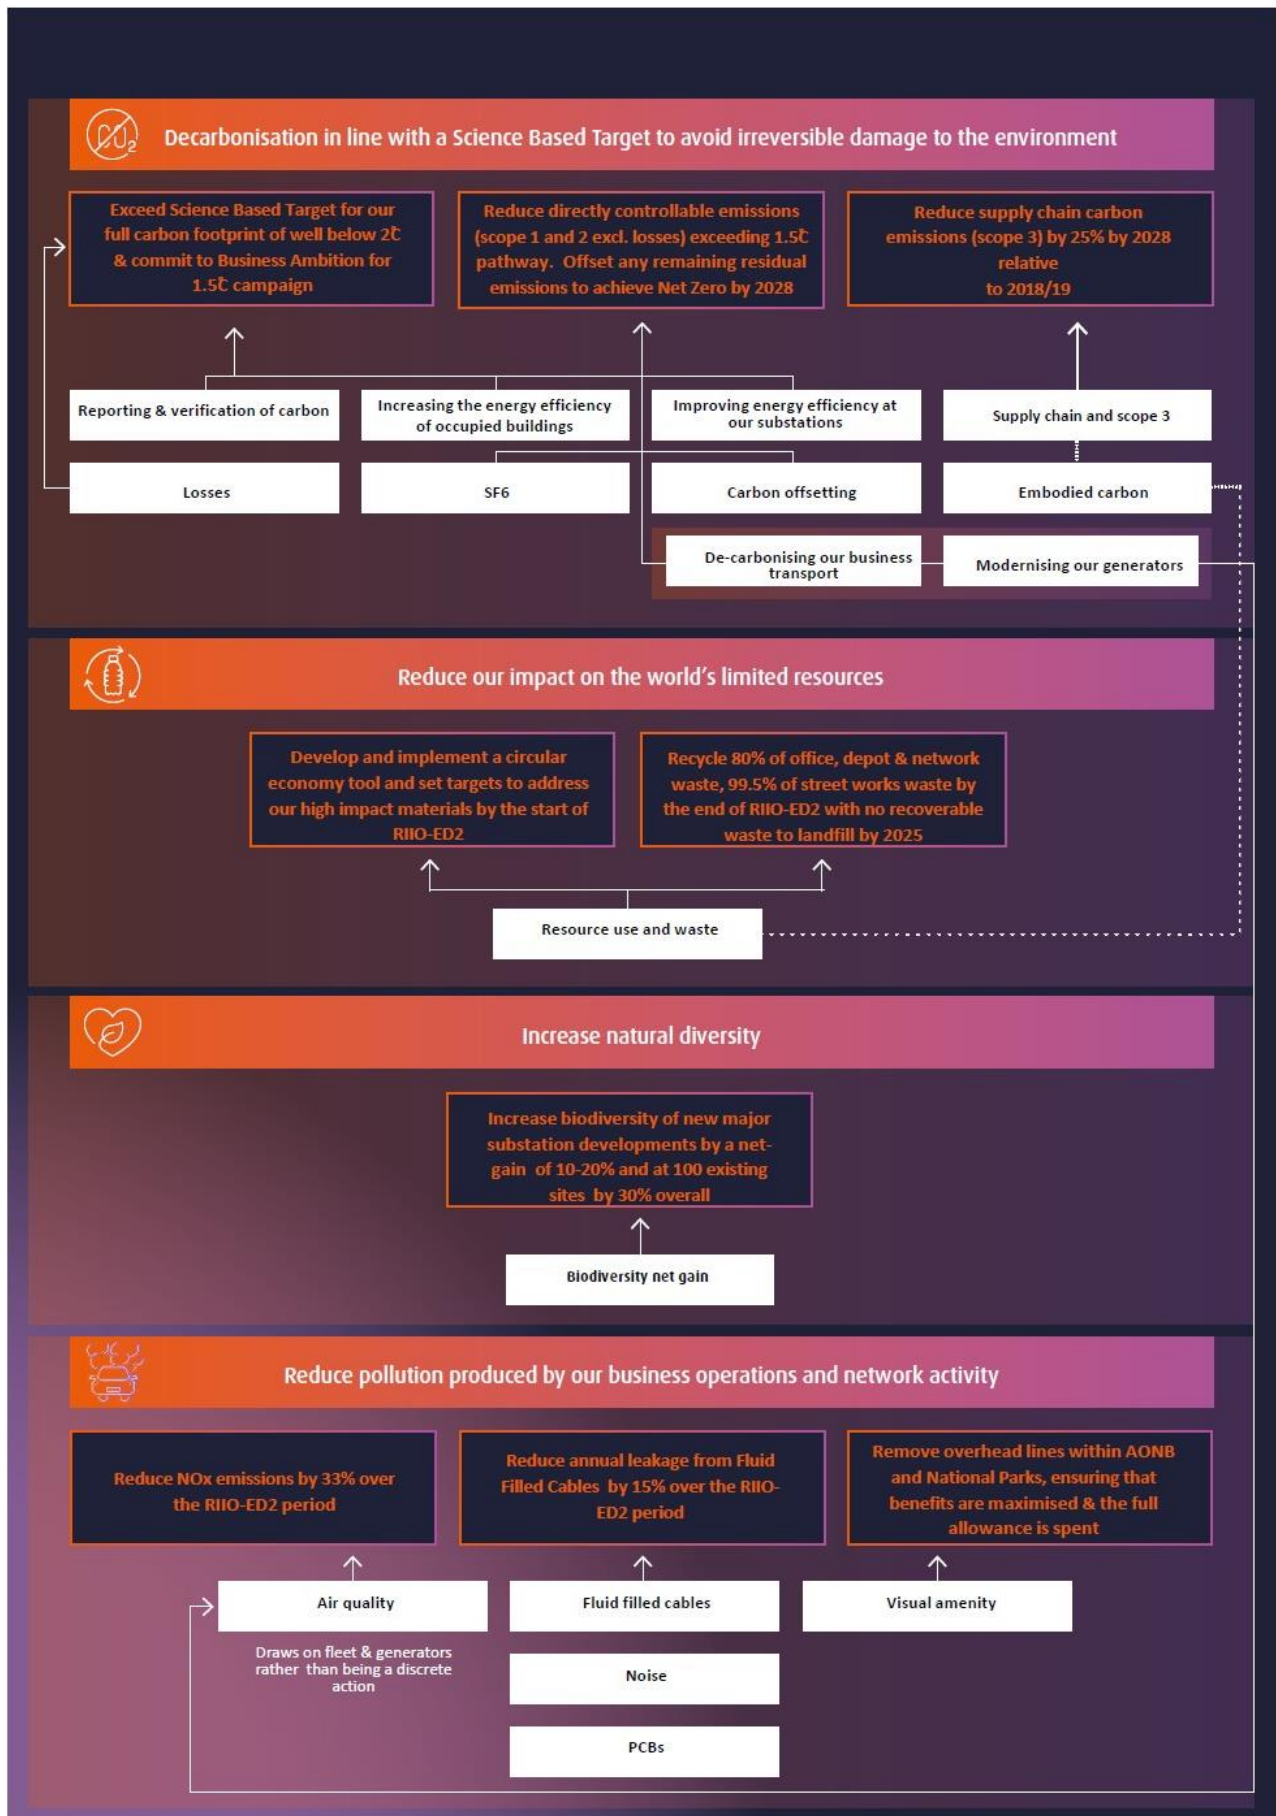 CO2
Decarbonisation in line with a Science Based Target to avoid irreversible damage to the environment
Exceed Science Based Target for our
full carbon footprint of well below 2℃
& commit to Business Ambition for
1.5℃ campaign
Reduce directly controllable emissions
(scope 1 and 2 excl. losses) exceeding 1.5℃
pathway. Offset any remaining residual
emissions to achieve Net Zero by 2028
Reduce supply chain carbon
emissions (scope 3) by 25% by 2028
relative
to 2018/19
Reporting & verification of carbon
Increasing the energy efficiency
of occupied buildings
Improving energy efficiency at
our substations
Supply chain and scope 3
Losses
SF6
Carbon offsetting
Embodied carbon
De-carbonising our business
transport
Modernising our generators
Reduce our impact on the world's limited resources
Develop and implement a circular
economy tool and set targets to address
our high impact materials by the start of
RIIO-ED2
Recycle 80% of office, depot & network
waste, 99.5% of street works waste by
the end of RIIO-ED2 with no recoverable
waste to landfill by 2025
Resource use and waste
Increase natural diversity
Increase biodiversity of new major
substation developments by a net-
gain of 10-20% and at 100 existing
sites by 30% overall
Biodiversity net gain
Reduce pollution produced by our business operations and network activity
Reduce NOx emissions by 33% over
the RIIO-ED2 period
Reduce annual leakage from Fluid
Filled Cables by 15% over the RIIO-
ED2 period
Remove overhead lines within AONB
and National Parks, ensuring that
benefits are maximised & the full
allowance is spent
Air quality
Fluid filled cables
Visual amenity
Draws on fleet & generators
rather than being a discrete
action
Noise
PCBs